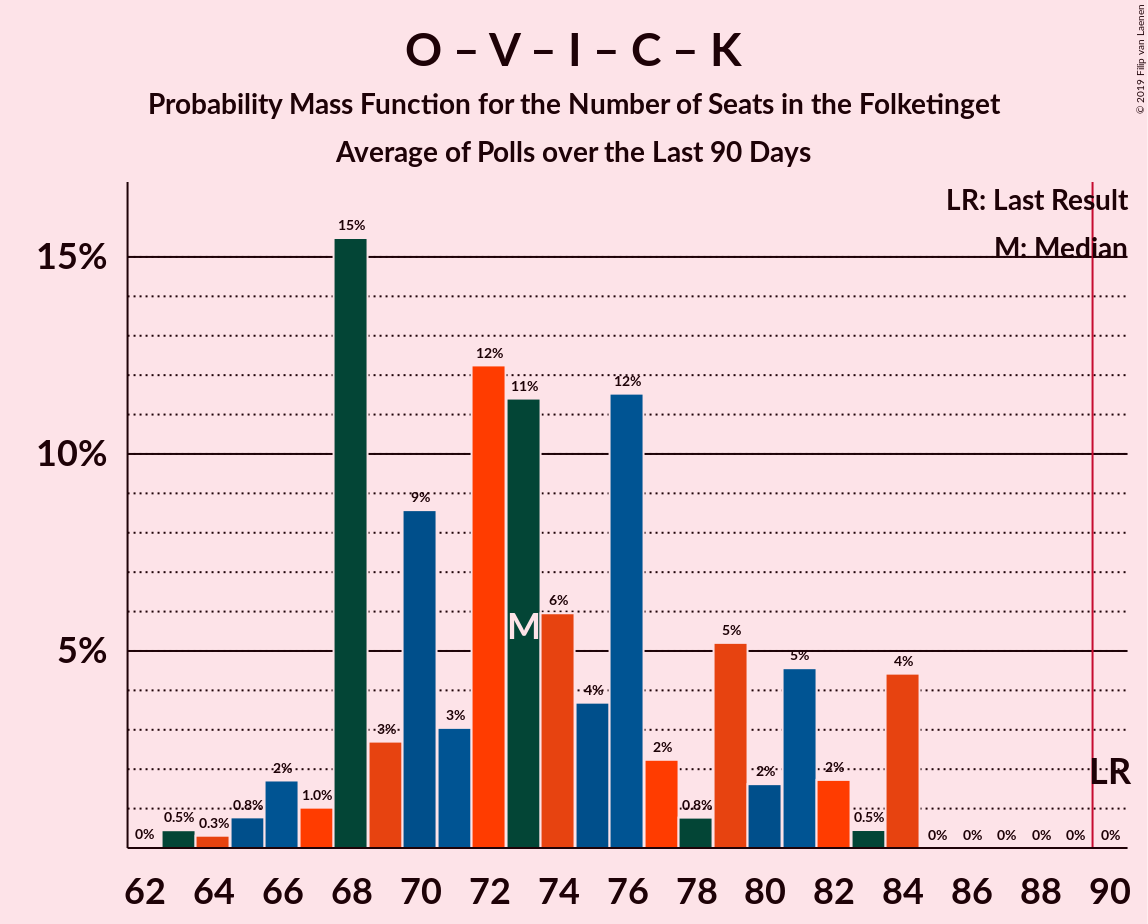 O – V – I – C – K
Probability Mass Function for the Number of Seats in the Folketinget
Average of Polls over the Last 90 Days
© 2019 Filip van Laenen
LR: Last Result
M: Median
15%
10%
5%
0% 0.5% 0.3% 0.8% 2% 1.0% 15% 3% 9% 3% 12% 11% 6% 4% 12% 2% 0.8% 5% 2% 5% 2% 0.5% 4% 0% 0% 0% 0% 0% 0%
M
LR
62 64 66 68 70 72 74 76 78 80 82 84 86 88 90